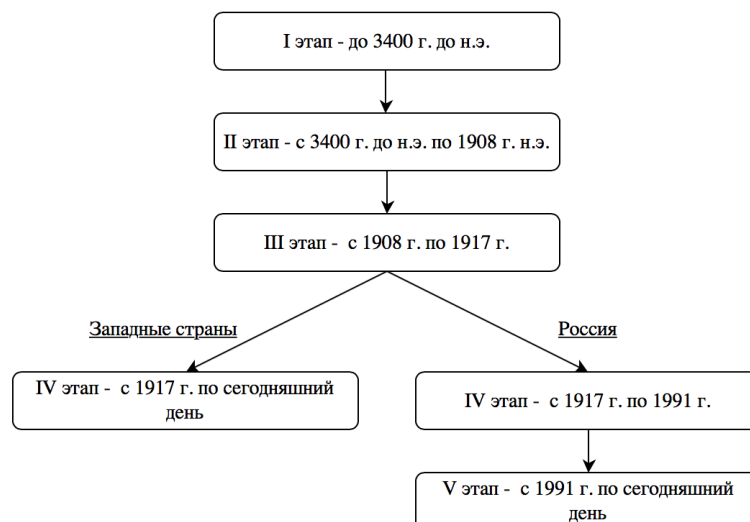 I этап - до 3400 г. до н.э.
II этап - с 3400 г. до н.э. по 1908 г. н.э.
III этап - с 1908 г. по 1917 г.
Западные страны
Россия
IV этап - с 1917 г. по сегодняшний
день
IV этап - с 1917 г. по 1991 г.
V этап - с 1991 г. по сегодняшний
день